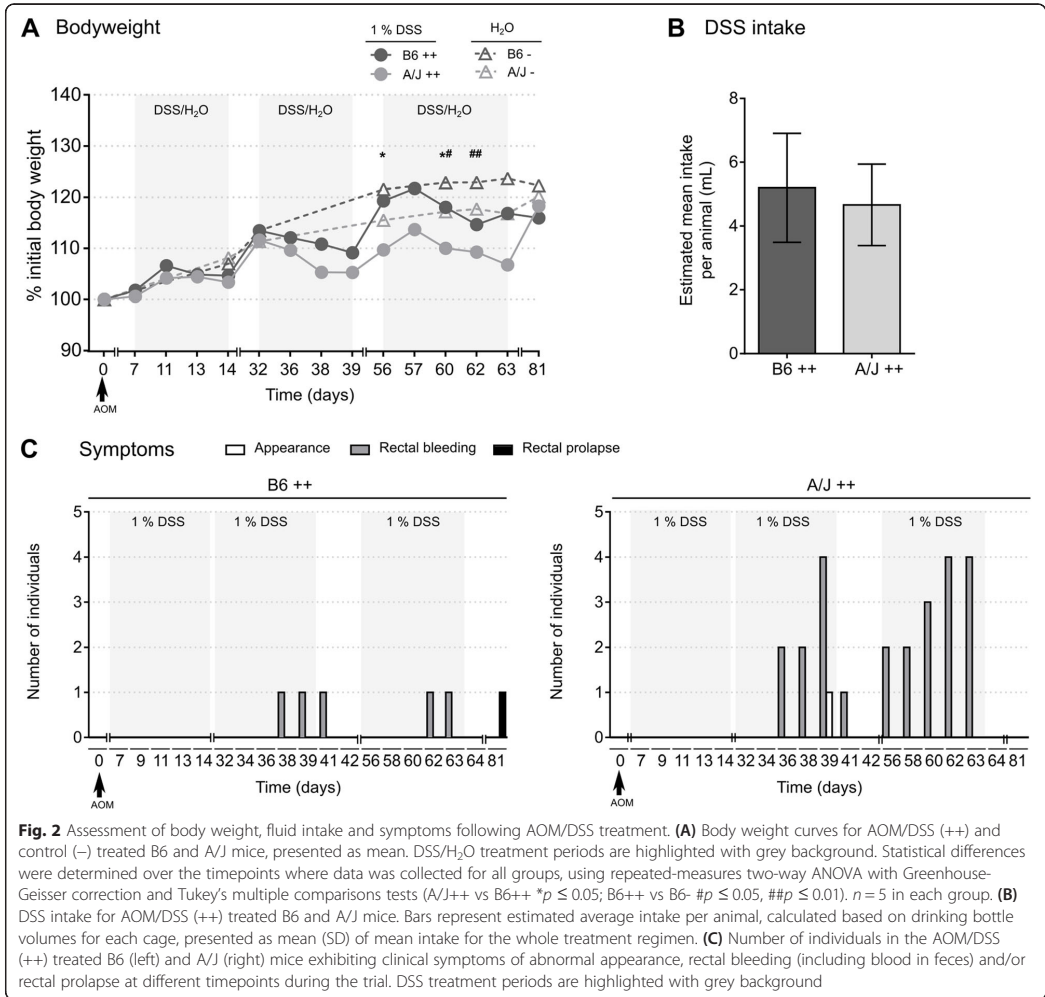 A Bodyweight
1 % DSS
H₂O
B6 ++
A/J ++
B6 -
A/J -
140
130
120
110
100
90
% initial body weight
DSS/H₂O
DSS/H₂O
DSS/H₂O
*
*#
##
0 7 11 13 14 32 36 38 39 56 57 60 62 63 81
Time (days)
AOM
B DSS intake
8
6
4
2
0
Estimated mean intake
per animal (mL)
B6 ++ A/J ++
C Symptoms
Appearance Rectal bleeding Rectal prolapse
B6 ++
5
4
3
2
1
0
Number of individuals
1 % DSS 1 % DSS 1 % DSS
0 7 9 11 13 14 32 34 36 38 39 41 42 56 58 60 62 63 64 81
Time (days)
AOM
A/J ++
5
4
3
2
1
0
Number of individuals
1 % DSS 1 % DSS 1 % DSS
0 7 9 11 13 14 32 34 36 38 39 41 42 56 58 60 62 63 64 81
Time (days)
AOM
Fig. 2 Assessment of body weight, fluid intake and symptoms following AOM/DSS treatment. (A) Body weight curves for AOM/DSS (++) and
control (−) treated B6 and A/J mice, presented as mean. DSS/H₂O treatment periods are highlighted with grey background. Statistical differences
were determined over the timepoints where data was collected for all groups, using repeated-measures two-way ANOVA with Greenhouse-
Geisser correction and Tukey's multiple comparisons tests (A/J++ vs B6++ *p ≤ 0.05; B6++ vs B6- #p ≤ 0.05, ##p ≤ 0.01). n = 5 in each group. (B)
DSS intake for AOM/DSS (++) treated B6 and A/J mice. Bars represent estimated average intake per animal, calculated based on drinking bottle
volumes for each cage, presented as mean (SD) of mean intake for the whole treatment regimen. (C) Number of individuals in the AOM/DSS
(++) treated B6 (left) and A/J (right) mice exhibiting clinical symptoms of abnormal appearance, rectal bleeding (including blood in feces) and/or
rectal prolapse at different timepoints during the trial. DSS treatment periods are highlighted with grey background